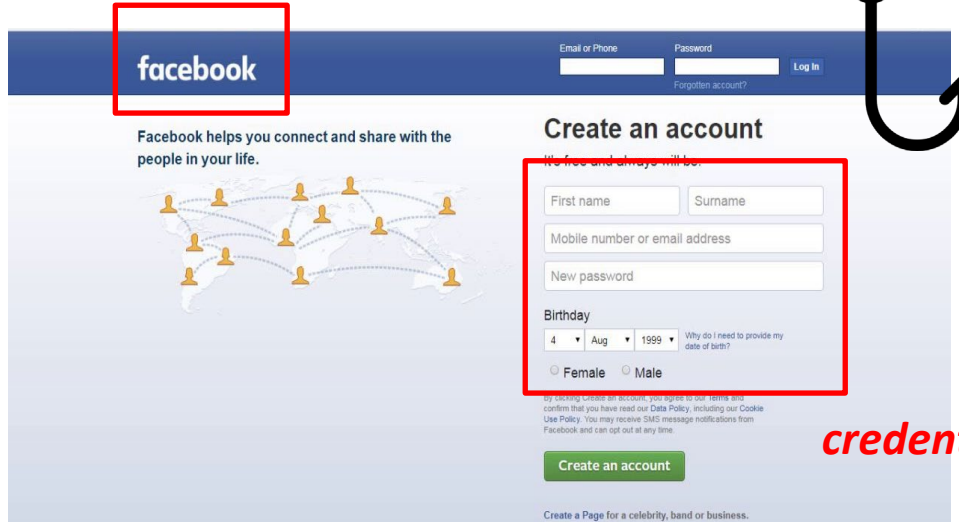 facebook
Email or Phone Password
Log In
Forgotten account?
Facebook helps you connect and share with the
people in your life.
Create an account
It's free and always will be.
First name Surname
Mobile number or email address
New password
Birthday
4 Aug 1999 Why do I need to provide my
date of birth?
Female Male
By clicking Create an account, you agree to our Terms and
confirm that you have read our Data Policy, including our Cookie
Use Policy. You may receive SMS message notifications from
Facebook and can opt out at any time.
credent
Create an account
Create a Page for a celebrity, band or business.